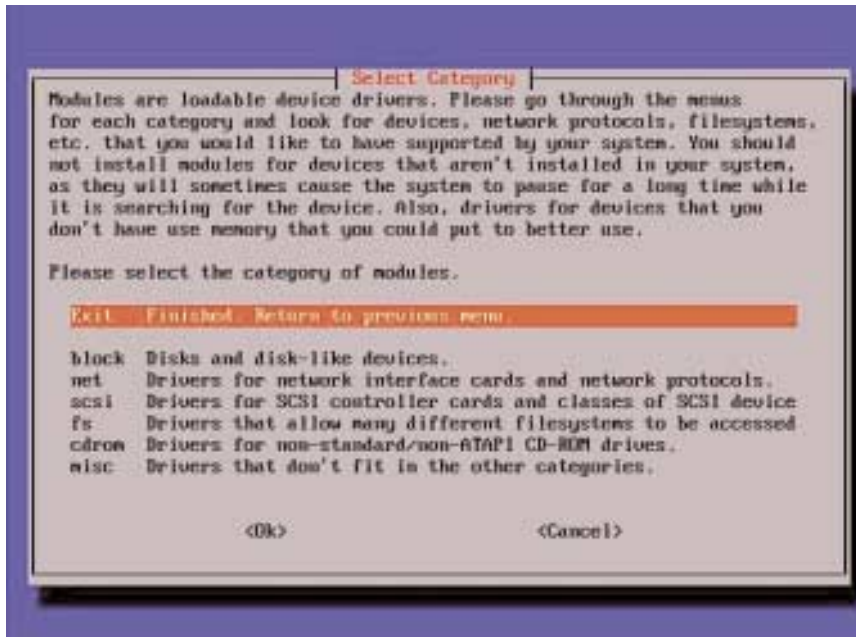 Select Category
Modules are loadable device drivers. Please go through the menus
for each category and look for devices, network protocols, filesystems,
etc. that you would like to have supported by your system. You should
not install modules for devices that aren't installed in your system,
as they will sometimes cause the system to pause for a long time while
it is searching for the device. Also, drivers for devices that you
don't have use memory that you could put to better use.
Please select the category of modules.
Exit Finished. Return to previous menu.
block Disks and disk-like devices.
net Drivers for network interface cards and network protocols.
scsi Drivers for SCSI controller cards and classes of SCSI device
fs Drivers that allow many different filesystems to be accessed
cdrom Drivers for non-standard/non-ATAPI CD-ROM drives.
misc Drivers that don't fit in the other categories.
<Ok> <Cancel>